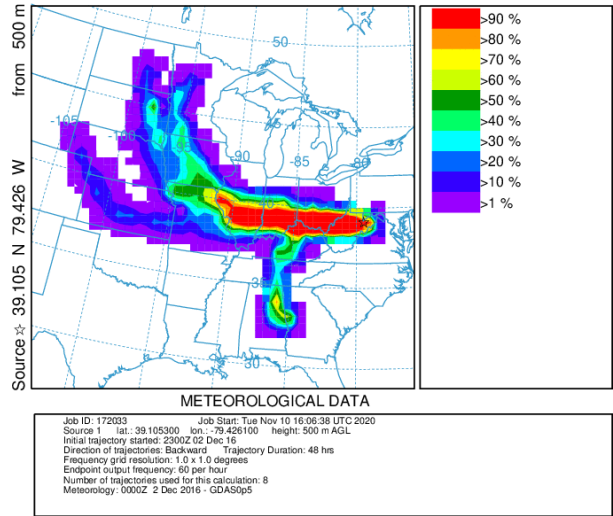 Source ☆ 39.105 N 79.426 W from 500 m
50
-105
-100
-95
-90
-85
-80
35
30
>90 %
>80 %
>70 %
>60 %
>50 %
>40 %
>30 %
>20 %
>10 %
>1 %
METEOROLOGICAL DATA
Job ID: 172033 Job Start: Tue Nov 10 16:06:38 UTC 2020
Source 1 lat.: 39.105300 lon.: -79.426100 height: 500 m AGL
Initial trajectory started: 2300Z 02 Dec 16
Direction of trajectories: Backward Trajectory Duration: 48 hrs
Frequency grid resolution: 1.0 x 1.0 degrees
Endpoint output frequency: 60 per hour
Number of trajectories used for this calculation: 8
Meteorology: 0000Z 2 Dec 2016 - GDAS0p5